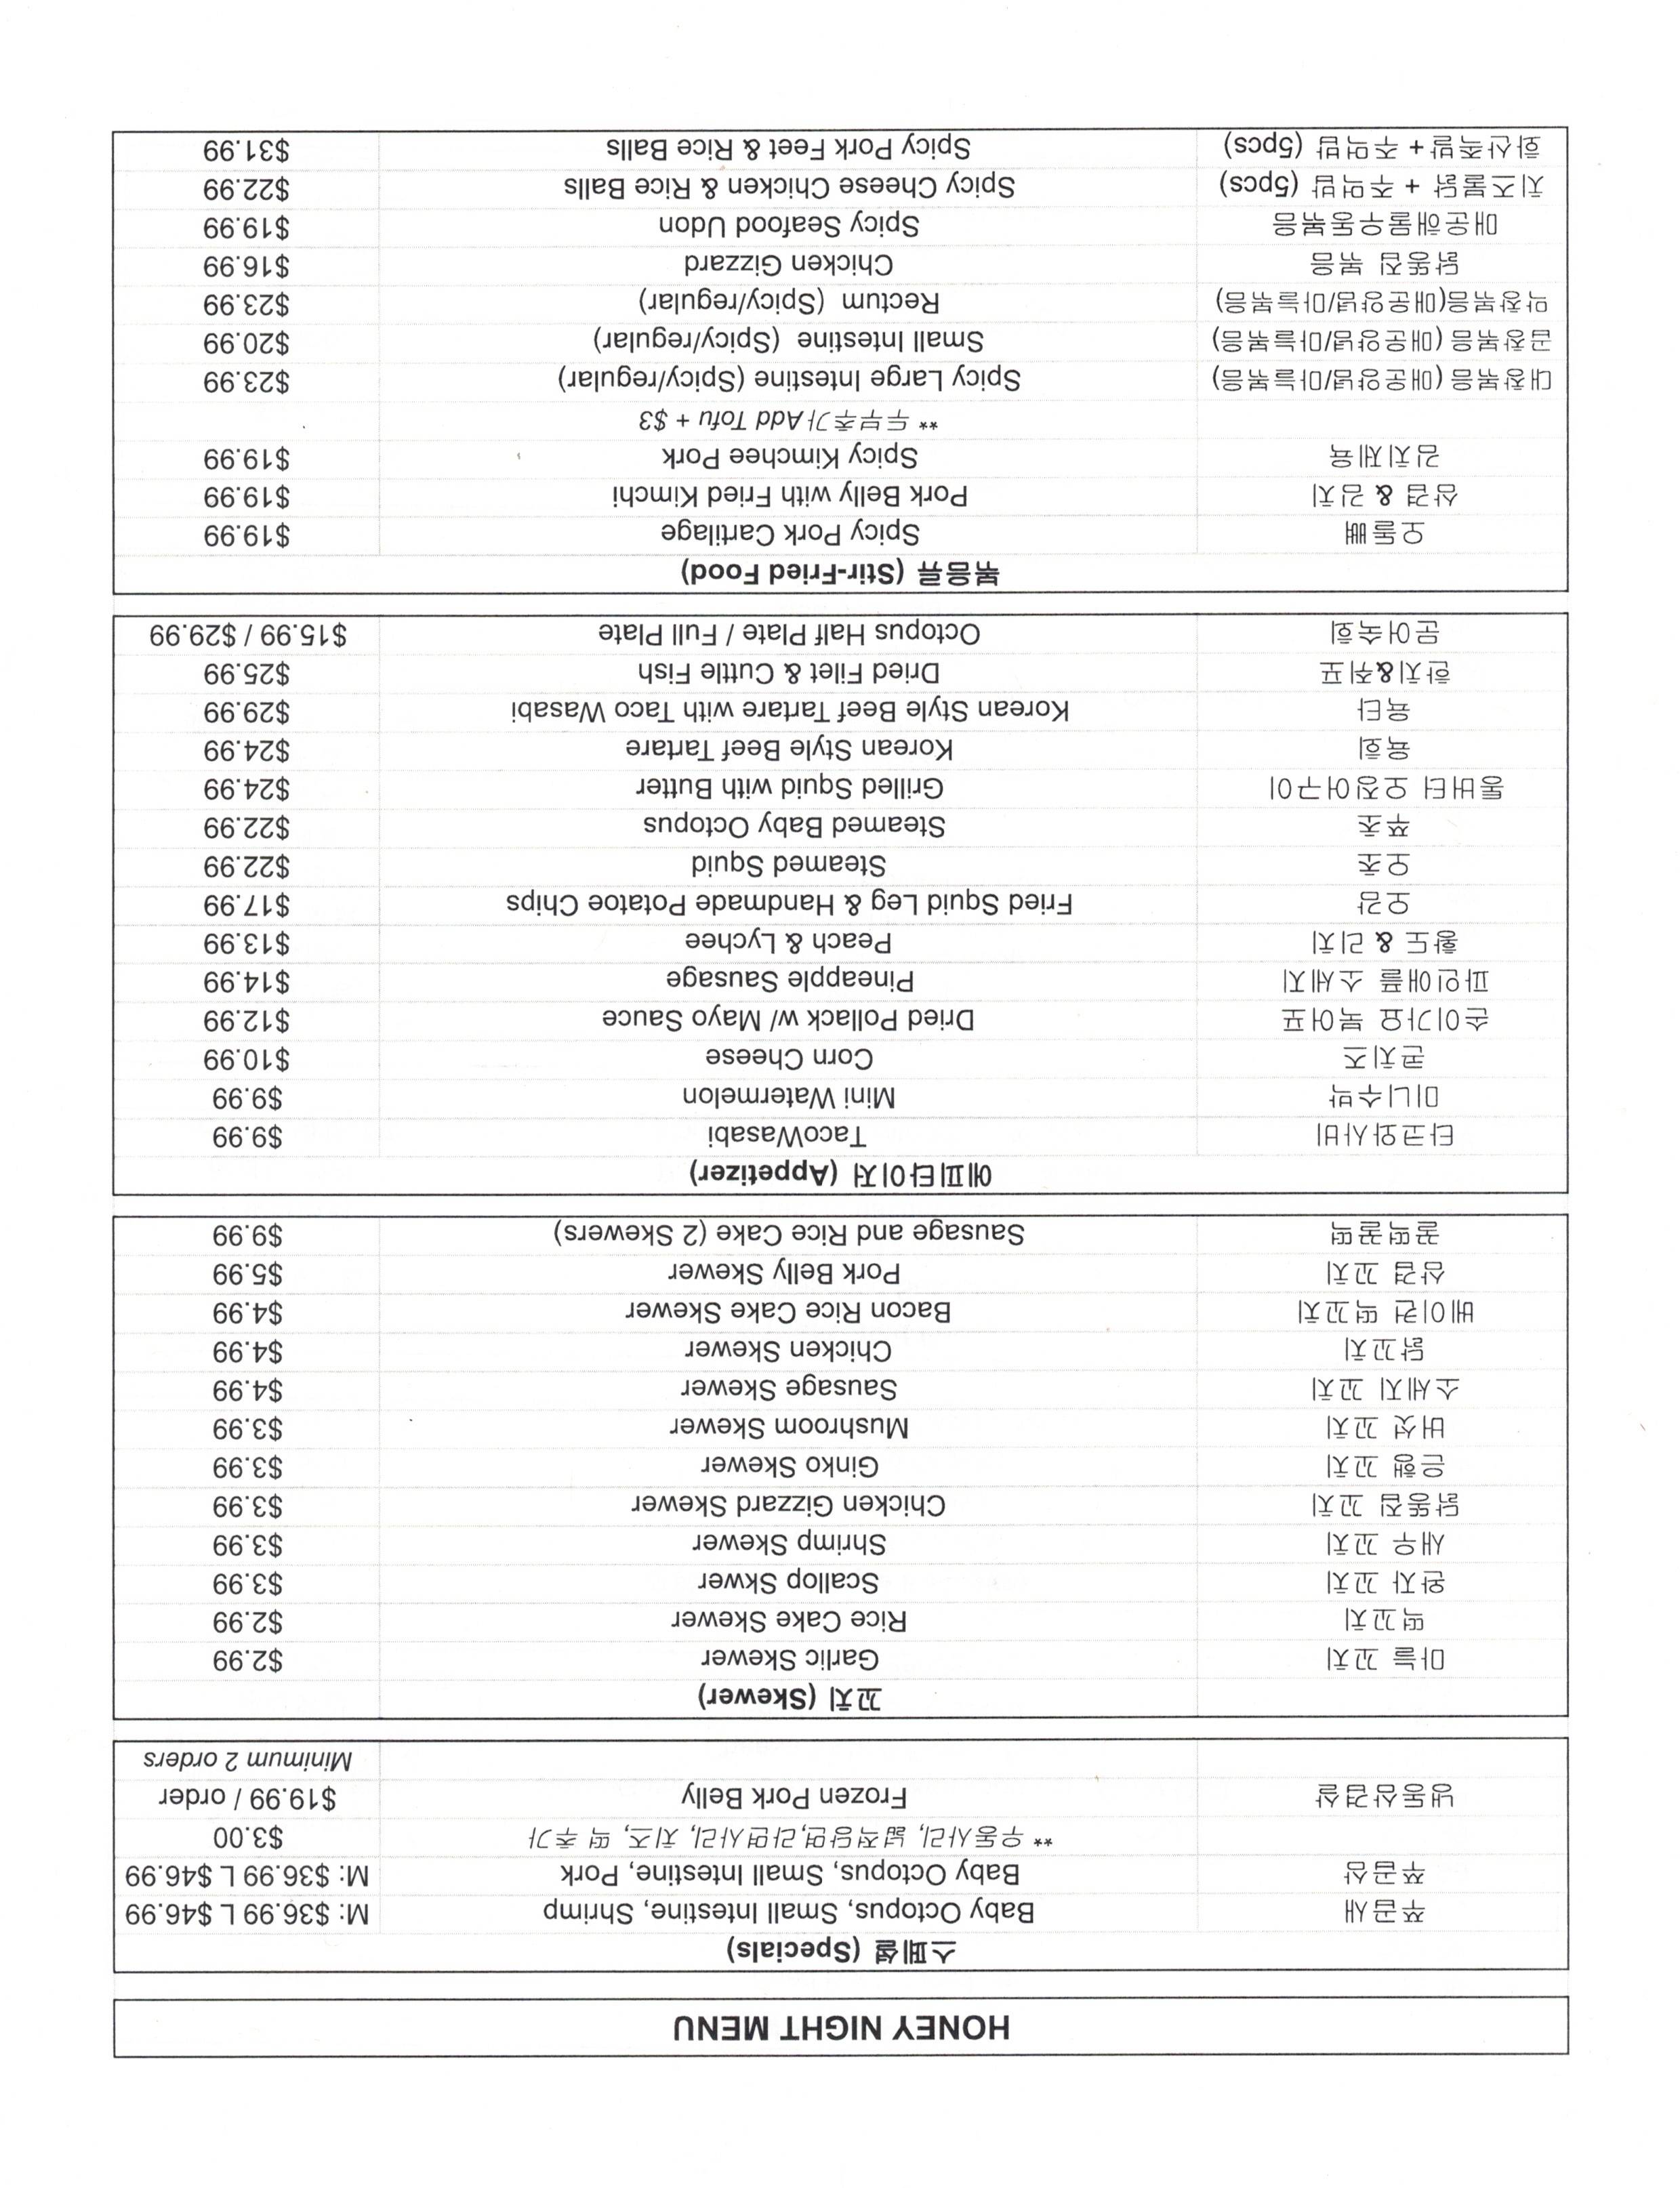 HONEY NIGHT MENU
스페셜 (Specials)
쭈곱새 Baby Octopus, Small Intestine, Shrimp M: $36.99 L $46.99
쭈곱삼 Baby Octopus, Small Intestine, Pork M: $36.99 L $46.99
** 우동사리, 넓적당면,라면사리, 치즈, 떡 추가 $3.00
냉동삼겹살 Frozen Pork Belly $19.99 / order
Minimum 2 orders
꼬치 (Skewer)
마늘 꼬치 Garlic Skewer $2.99
떡꼬치 Rice Cake Skewer $2.99
완자 꼬치 Scallop Skwer $3.99
새우 꼬치 Shrimp Skewer $3.99
닭똥집 꼬치 Chicken Gizzard Skewer $3.99
은행 꼬치 Ginko Skewer $3.99
버섯 꼬치 Mushroom Skewer $3.99
소세지 꼬치 Sausage Skewer $4.99
닭꼬치 Chicken Skewer $4.99
베이컨 떡꼬치 Bacon Rice Cake Skewer $4.99
삼겹 꼬치 Pork Belly Skewer $5.99
꿀떡꿀떡 Sausage and Rice Cake (2 Skewers) $9.99
에피타이저 (Appetizer)
타코와사비 TacoWasabi $9.99
미니수박 Mini Watermelon $9.99
콘치즈 Corn Cheese $10.99
손이가요 북어포 Dried Pollack w/ Mayo Sauce $12.99
파인애플 소세지 Pineapple Sausage $14.99
황도 & 리치 Peach & Lychee $13.99
오감 Fried Squid Leg & Handmade Potatoe Chips $17.99
오초 Steamed Squid $22.99
쭈초 Steamed Baby Octopus $22.99
통버터 오징어구이 Grilled Squid with Butter $24.99
육회 Korean Style Beef Tartare $24.99
육타 Korean Style Beef Tartare with Taco Wasabi $29.99
한치&쥐포 Dried Filet & Cuttle Fish $25.99
문어숙회 Octopus Half Plate / Full Plate $15.99 / $29.99
볶음류 (Stir-Fried Food)
오돌뼈 Spicy Pork Cartilage $19.99
삼겹 & 김치 Pork Belly with Fried Kimchi $19.99
김치제육 Spicy Kimchee Pork $19.99
** 두부추가 Add Tofu + $3
대창볶음 (매운양념/마늘볶음) Spicy Large Intestine (Spicy/regular) $23.99
곱창볶음 (매운양념/마늘볶음) Small Intestine (Spicy/regular) $20.99
막창볶음(매운양념/마늘볶음) Rectum (Spicy/regular) $23.99
닭똥집 볶음 Chicken Gizzard $16.99
매운해물우동볶음 Spicy Seafood Udon $19.99
치즈불닭 + 주먹밥 (5pcs) Spicy Cheese Chicken & Rice Balls $22.99
화산족발+ 주먹밥 (5pcs) Spicy Pork Feet & Rice Balls $31.99